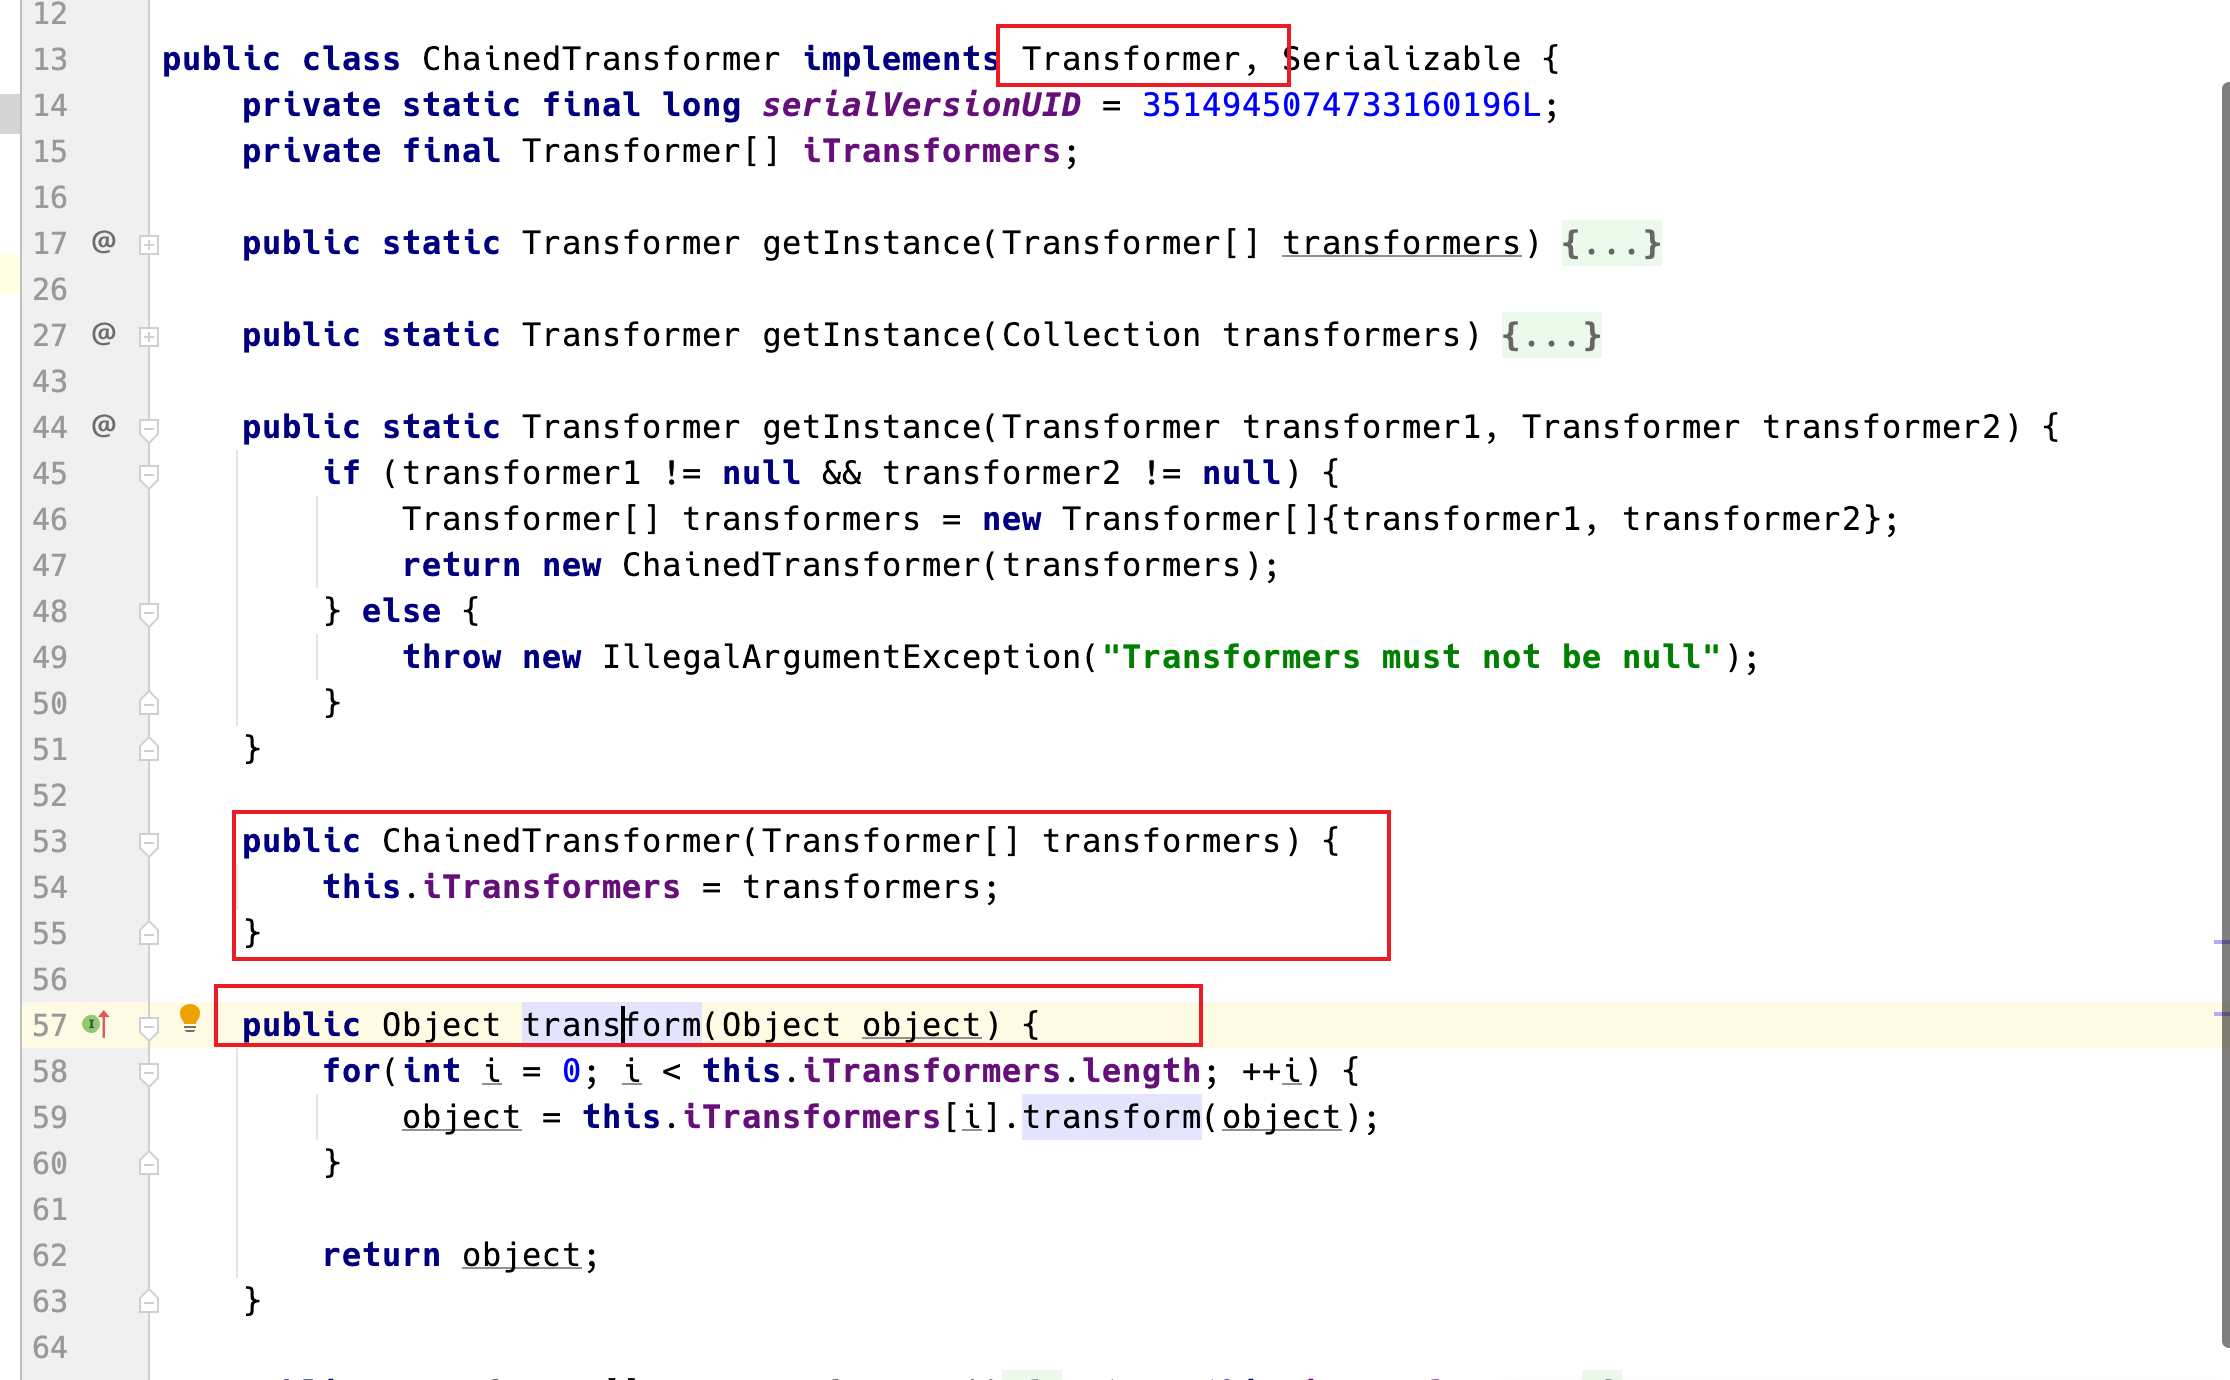 12
13 public class ChainedTransformer implements Transformer, Serializable {
14 private static final long serialVersionUID = 3514945074733160196L;
15 private final Transformer[] iTransformers;
16
17 @ public static Transformer getInstance(Transformer[] transformers) {...}
26
27 @ public static Transformer getInstance(Collection transformers) {...}
43
44 @ public static Transformer getInstance(Transformer transformer1, Transformer transformer2) {
45 if (transformer1 != null && transformer2 != null) {
46 Transformer[] transformers = new Transformer[]{transformer1, transformer2};
47 return new ChainedTransformer(transformers);
48 } else {
49 throw new IllegalArgumentException("Transformers must not be null");
50 }
51 }
52
53 public ChainedTransformer(Transformer[] transformers) {
54 this.iTransformers = transformers;
55 }
56
57 public Object transform(Object object) {
58 for(int i = 0; i < this.iTransformers.length; ++i) {
59 object = this.iTransformers[i].transform(object);
60 }
61
62 return object;
63 }
64